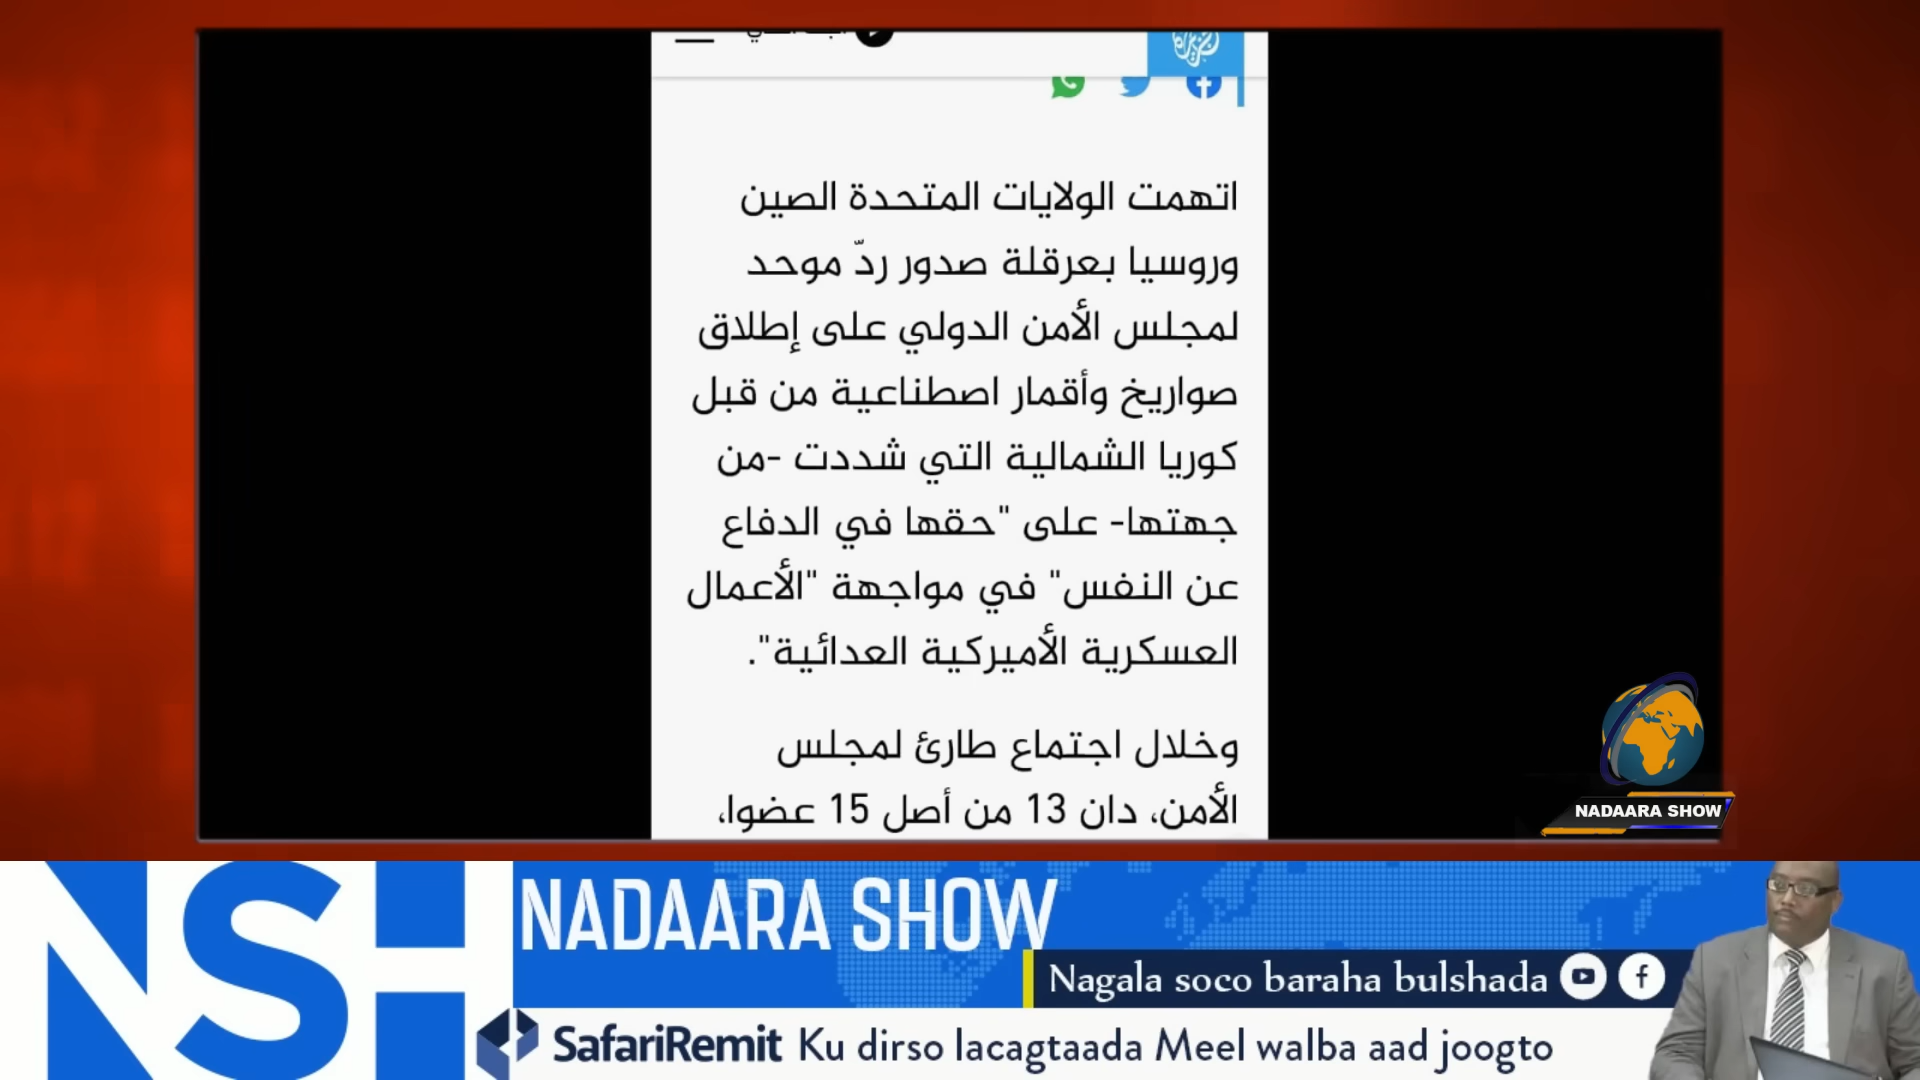 اتهمت الولايات المتحدة الصين
وروسيا بعرقلة صدور ردّ موحد
لمجلس الأمن الدولي على إطلاق
صواريخ وأقمار اصطناعية من قبل
كوريا الشمالية التي شددت -من
جهتها- على "حقها في الدفاع
عن النفس" في مواجهة "الأعمال
العسكرية الأميركية العدائية".
وخلال اجتماع طارئ لمجلس
الأمن، دان 13 من أصل 15 عضوا،
NADAARA SHOW
NSH
NADAARA SHOW
Nagala soco baraha bulshada
SafariRemit Ku dirso lacagtaada Meel walba aad joogto